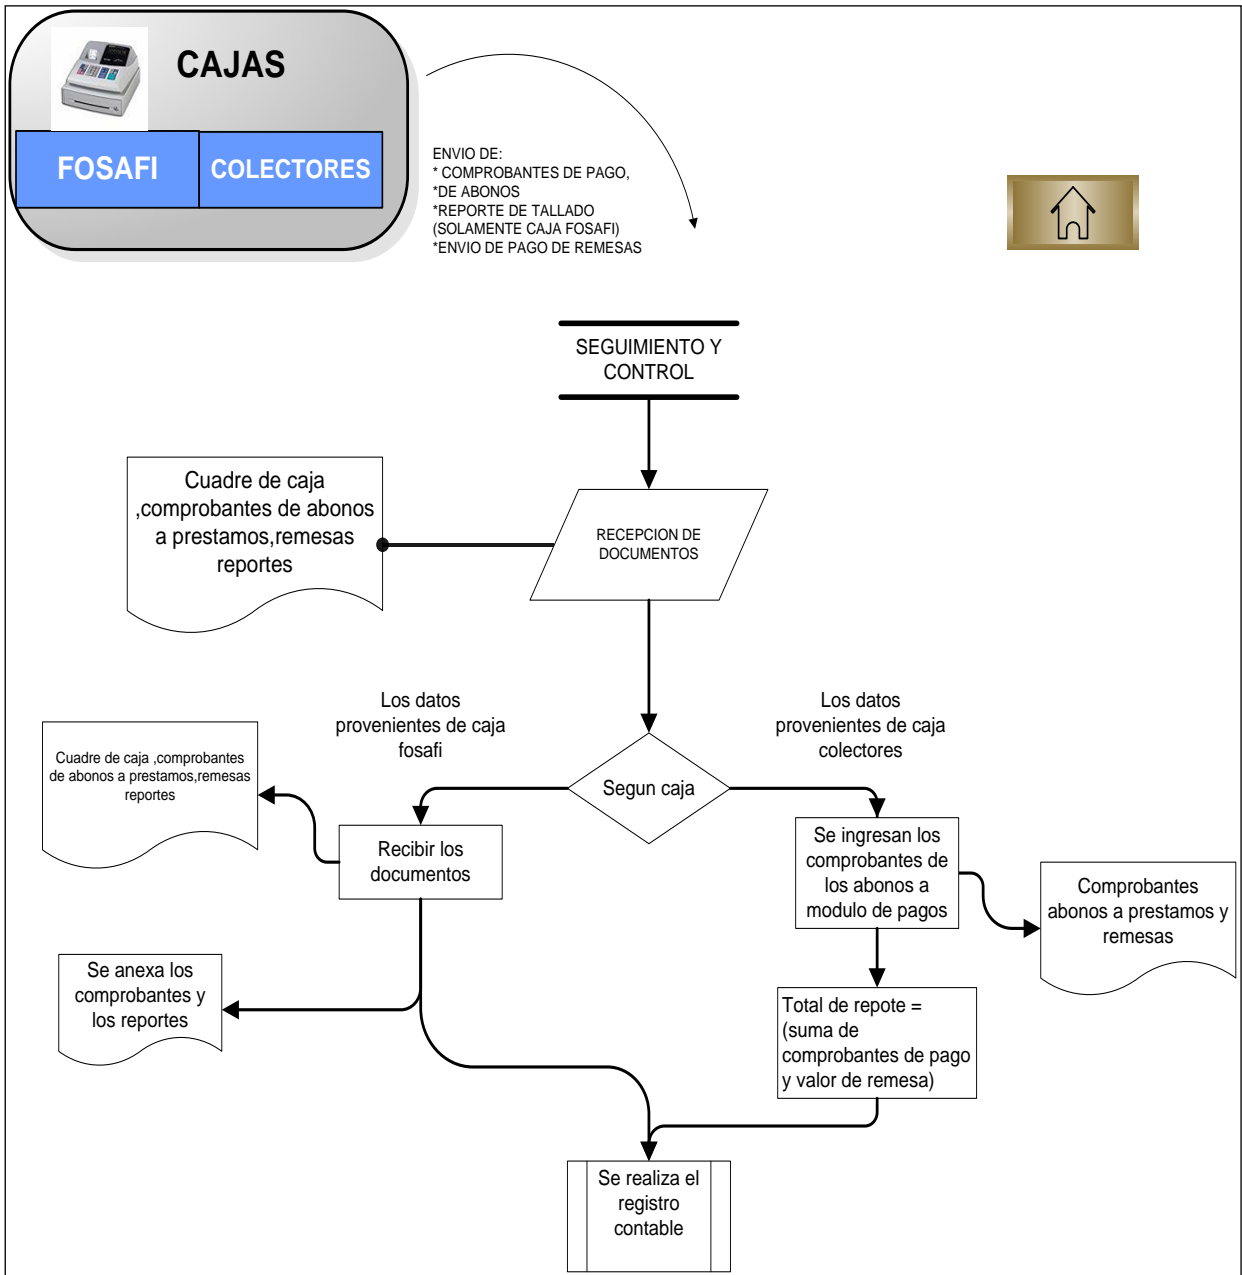 CAJAS
FOSAFI
COLECTORES
ENVIO DE:
* COMPROBANTES DE PAGO,
*DE ABONOS
*REPORTE DE TALLADO
(SOLAMENTE CAJA FOSAFI)
*ENVIO DE PAGO DE REMESAS
SEGUIMIENTO Y
CONTROL
Cuadre de caja
,comprobantes de abonos
a prestamos,remesas
reportes
RECEPCION DE
DOCUMENTOS
Los datos
provenientes de caja
fosafi
Los datos
provenientes de caja
colectores
Cuadre de caja ,comprobantes
de abonos a prestamos,remesas
reportes
Segun caja
Recibir los
documentos
Se ingresan los
comprobantes de
los abonos a
modulo de pagos
Comprobantes
abonos a prestamos y
remesas
Se anexa los
comprobantes y
los reportes
Total de repote =
(suma de
comprobantes de pago
y valor de remesa)
Se realiza el
registro
contable